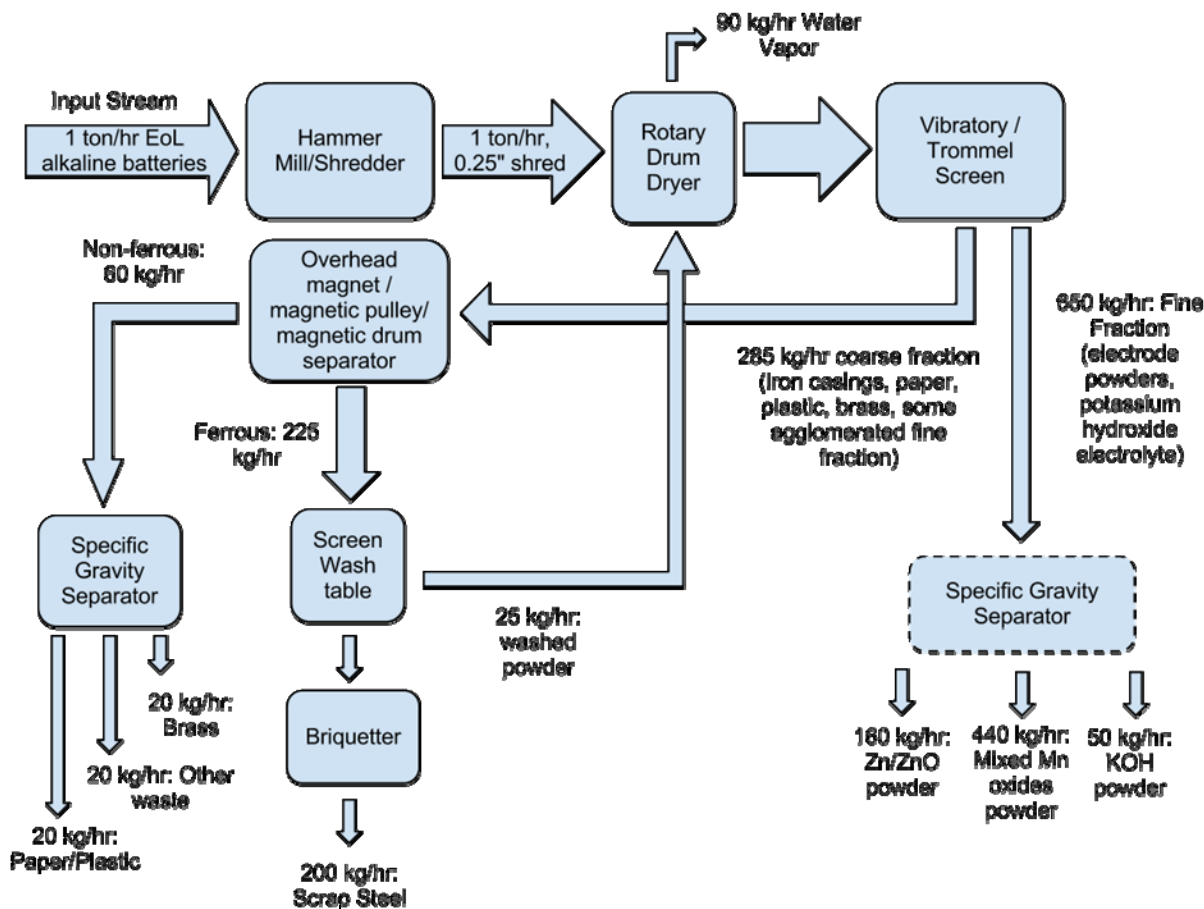 90 kg/hr Water
Vapor
Input Stream
1 ton/hr EoL
alkaline batteries
Hammer
Mill/Shredder
1 ton/hr,
0.25" shred
Rotary
Drum
Dryer
Vibratory /
Trommel
Screen
Non-ferrous:
60 kg/hr
Overhead
magnet /
magnetic pulley/
magnetic drum
separator
285 kg/hr coarse fraction
(iron casings, paper,
plastic, brass, some
agglomerated fine
fraction)
650 kg/hr: Fine
Fraction
(electrode
powders,
potassium
hydroxide
electrolyte)
Ferrous: 225
kg/hr
Specific
Gravity
Separator
Screen
Wash
table
25 kg/hr:
washed
powder
Specific Gravity
Separator
20 kg/hr:
Brass
20 kg/hr: Other
waste
20 kg/hr:
Paper/Plastic
Briquetter
200 kg/hr:
Scrap Steel
160 kg/hr:
Zn/ZnO
powder
440 kg/hr:
Mixed Mn
oxides
powder
50 kg/hr:
KOH
powder